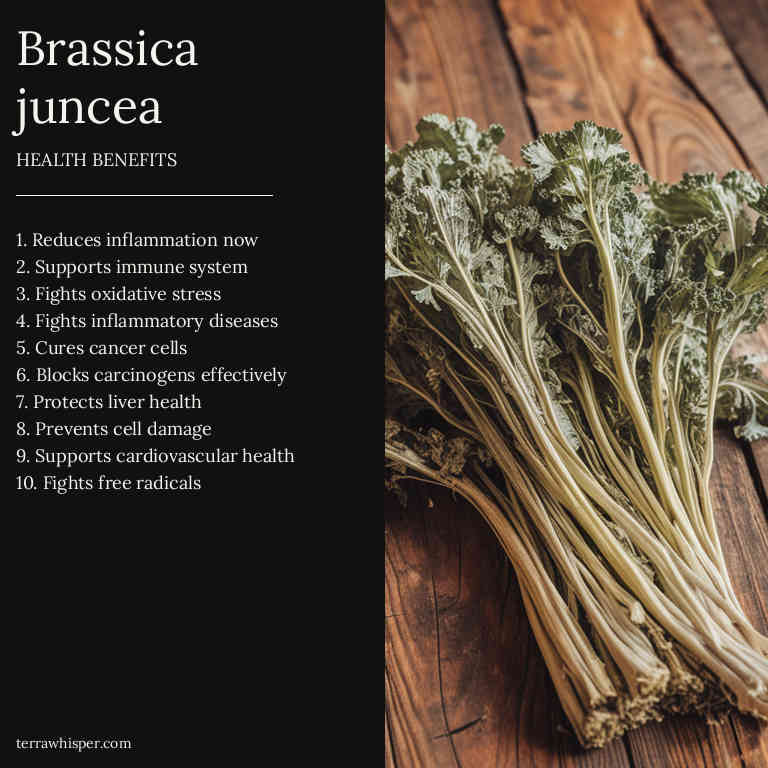 Brassica
juncea
HEALTH BENEFITS
1. Reduces inflammation now
2. Supports immune system
3. Fights oxidative stress
4. Fights inflammatory diseases
5. Cures cancer cells
6. Blocks carcinogens effectively
7. Protects liver health
8. Prevents cell damage
9. Supports cardiovascular health
10. Fights free radicals
terrawhisper.com